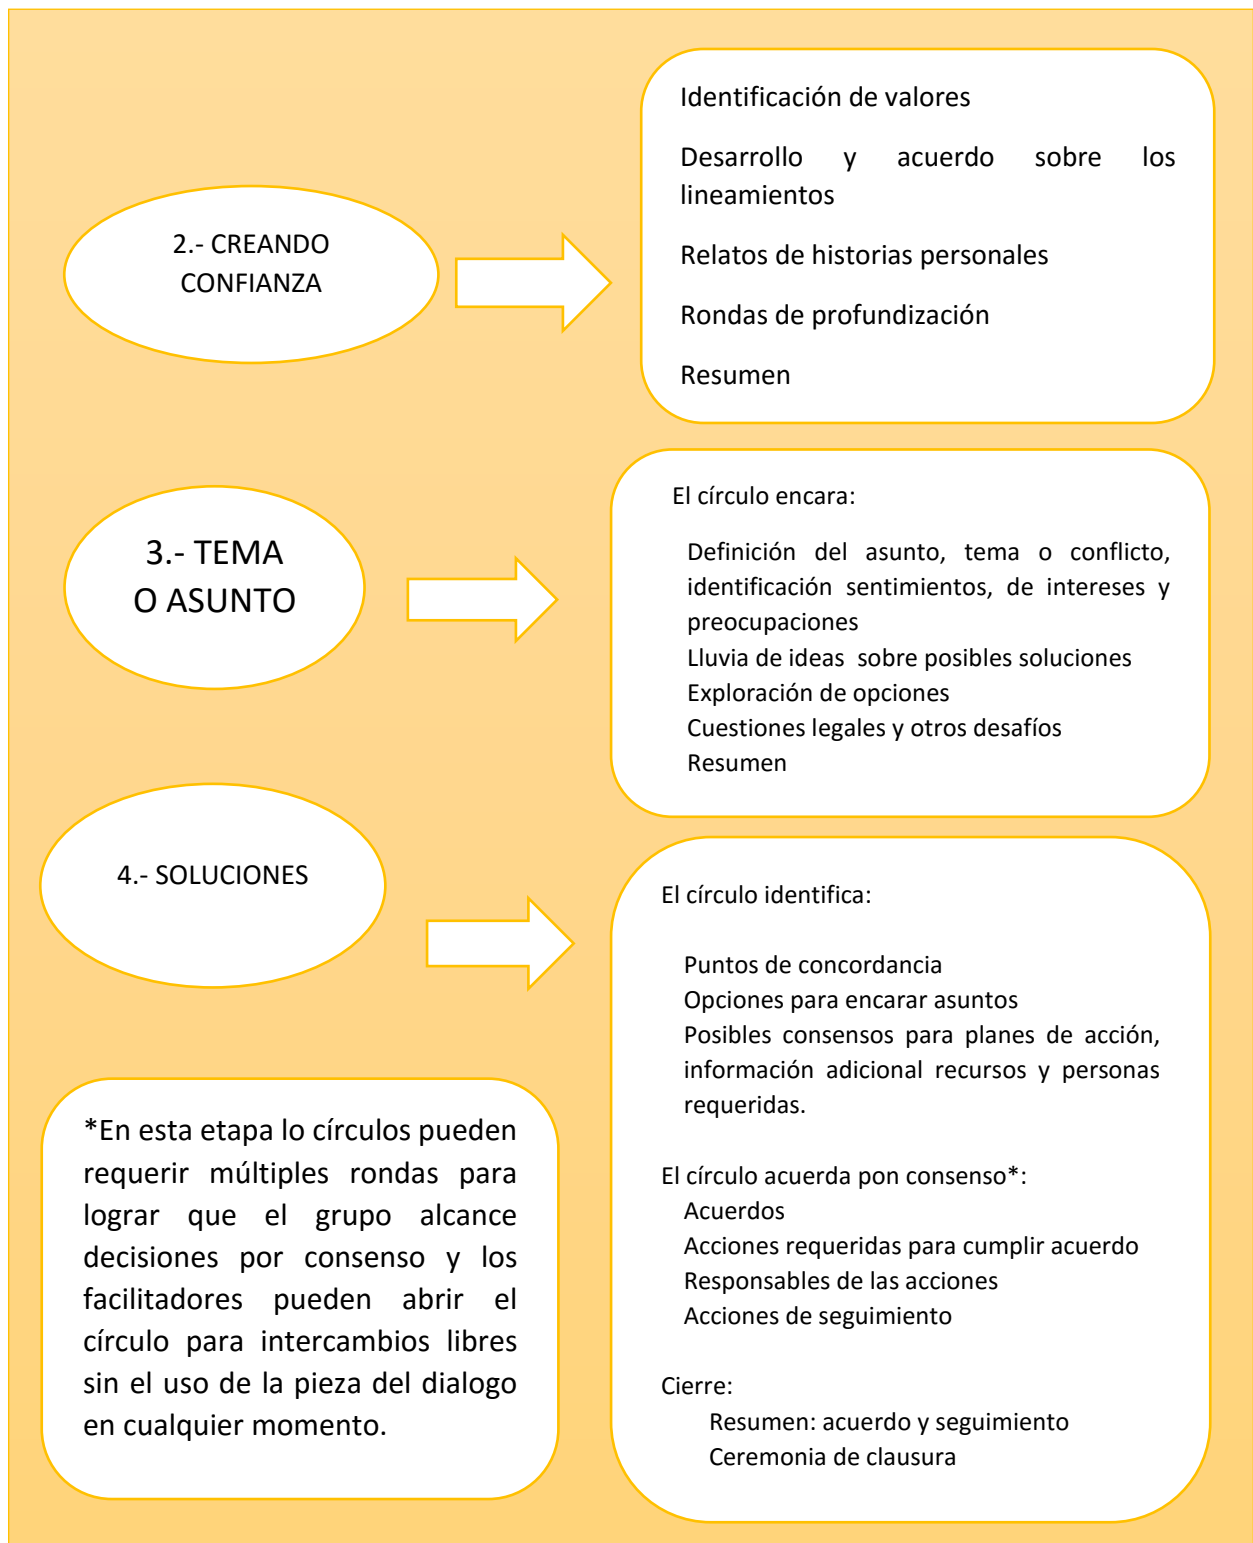 2.- CREANDO
CONFIANZA
Identificación de valores
Desarrollo y acuerdo sobre los
lineamientos
Relatos de historias personales
Rondas de profundización
Resumen
3.- TEMA
O ASUNTO
El círculo encara:
Definición del asunto, tema o conflicto,
identificación sentimientos, de intereses y
preocupaciones
Lluvia de ideas sobre posibles soluciones
Exploración de opciones
Cuestiones legales y otros desafíos
Resumen
4.- SOLUCIONES
El círculo identifica:
Puntos de concordancia
Opciones para encarar asuntos
Posibles consensos para planes de acción,
información adicional recursos y personas
requeridas.
El círculo acuerda pon consenso*:
Acuerdos
Acciones requeridas para cumplir acuerdo
Responsables de las acciones
Acciones de seguimiento
Cierre:
Resumen: acuerdo y seguimiento
Ceremonia de clausura
*En esta etapa lo círculos pueden
requerir múltiples rondas para
lograr que el grupo alcance
decisiones por consenso y los
facilitadores pueden abrir el
círculo para intercambios libres
sin el uso de la pieza del dialogo
en cualquier momento.